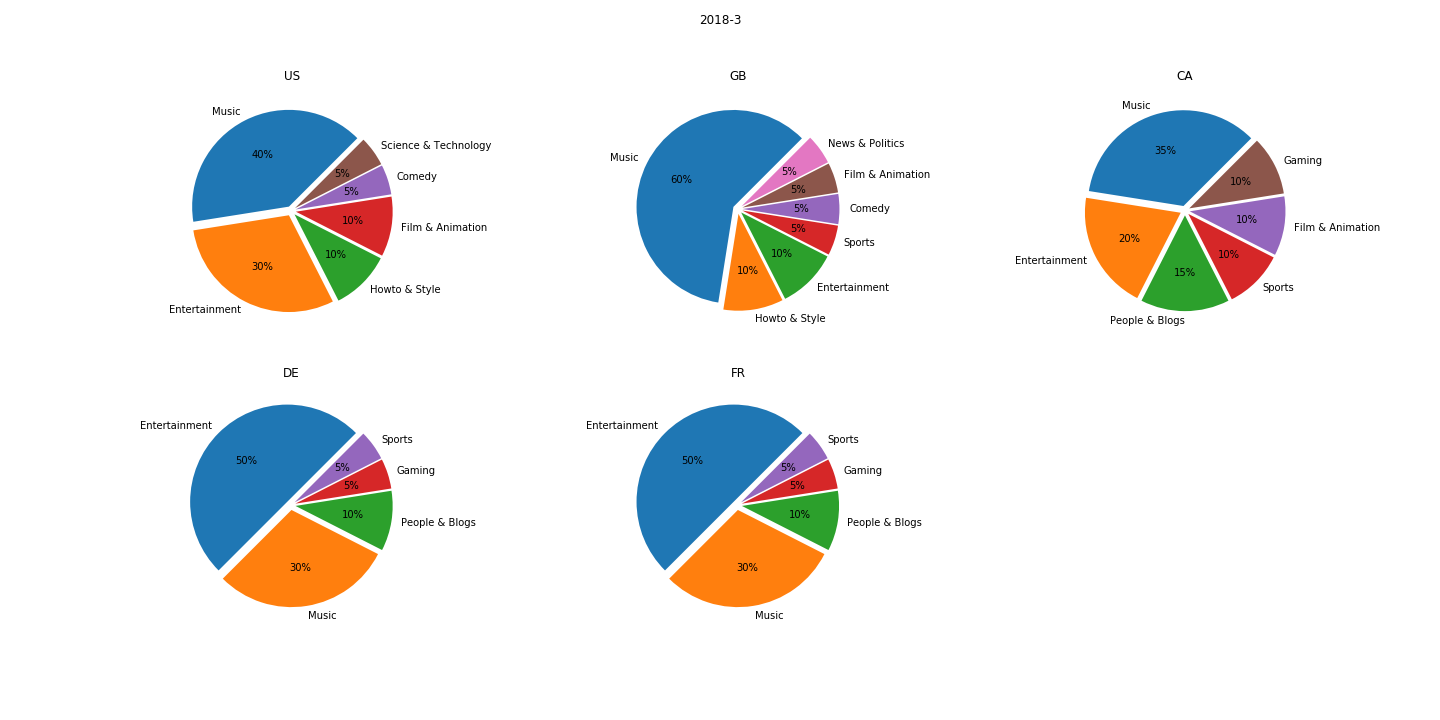 2018-3
US
Music
40%
Science & Technology
5%
Comedy
5%
Film & Animation
10%
Howto & Style
10%
Entertainment
30%
GB
Music
60%
News & Politics
5%
Film & Animation
5%
Comedy
5%
Sports
5%
Entertainment
10%
Howto & Style
10%
CA
Music
35%
Gaming
10%
Film & Animation
10%
Sports
10%
People & Blogs
15%
Entertainment
20%
DE
Entertainment
50%
Sports
5%
Gaming
5%
People & Blogs
10%
Music
30%
FR
Entertainment
50%
Sports
5%
Gaming
5%
People & Blogs
10%
Music
30%